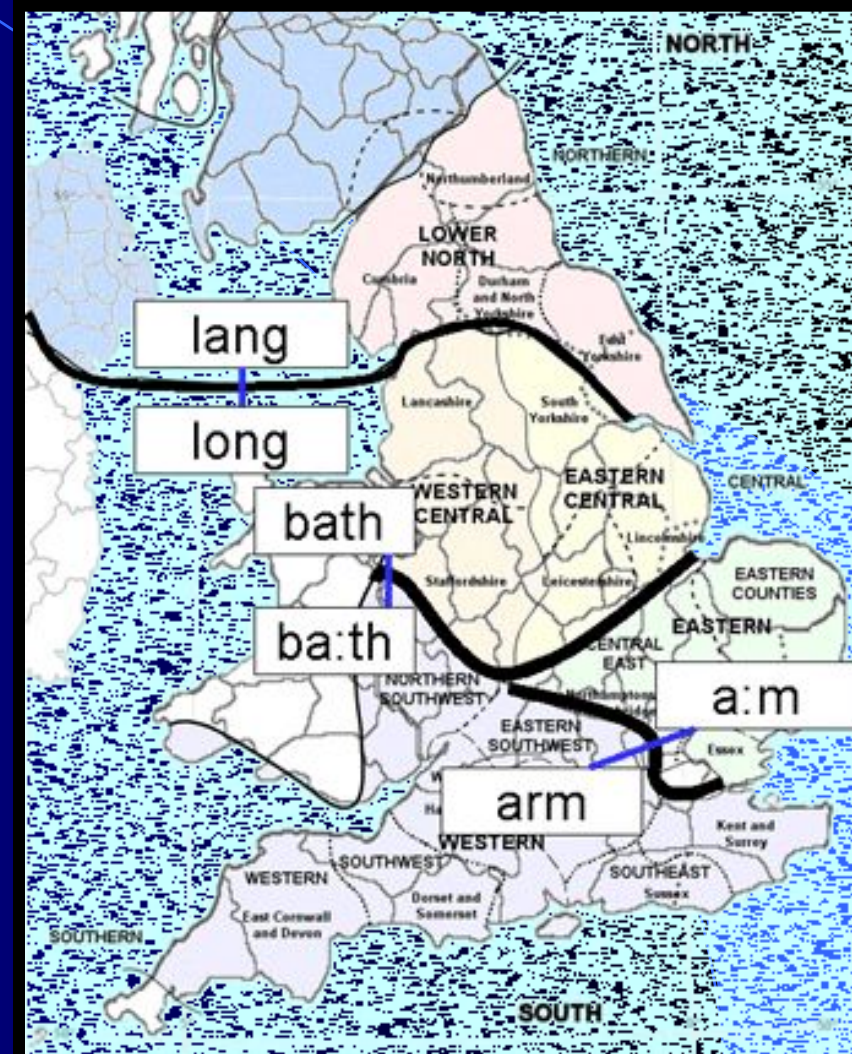 NORTH
NORTHERN
Northumberland
LOWER
NORTH
Cumbria
Durham
and North
Yorkshire
East
Yorkshire
lang
long
Lancashire
South
Yorkshire
CENTRAL
WESTERN
CENTRAL
EASTERN
CENTRAL
Lincolnshire
bath
Staffordshire
Leicestershire
EASTERN
COUNTIES
EASTERN
ba:th
CENTRAL
EAST
NORTHERN
SOUTHWEST
a:m
EASTERN
SOUTHWEST
Essex
arm
WESTERN
Kent and
Surrey
SOUTHWEST
SOUTHEAST
Sussex
WESTERN
Dorset and
Somerset
East Cornwall
and Devon
SOUTHERN
SOUTH